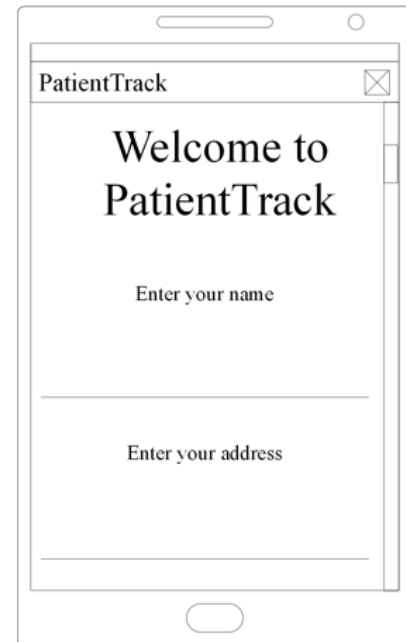 PatientTrack
Welcome to
PatientTrack
Enter your name
Enter your address